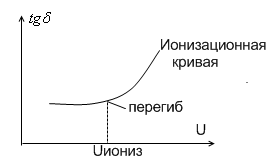 tgδ
Ионизационная
кривая
перегиб
U
Uиониз